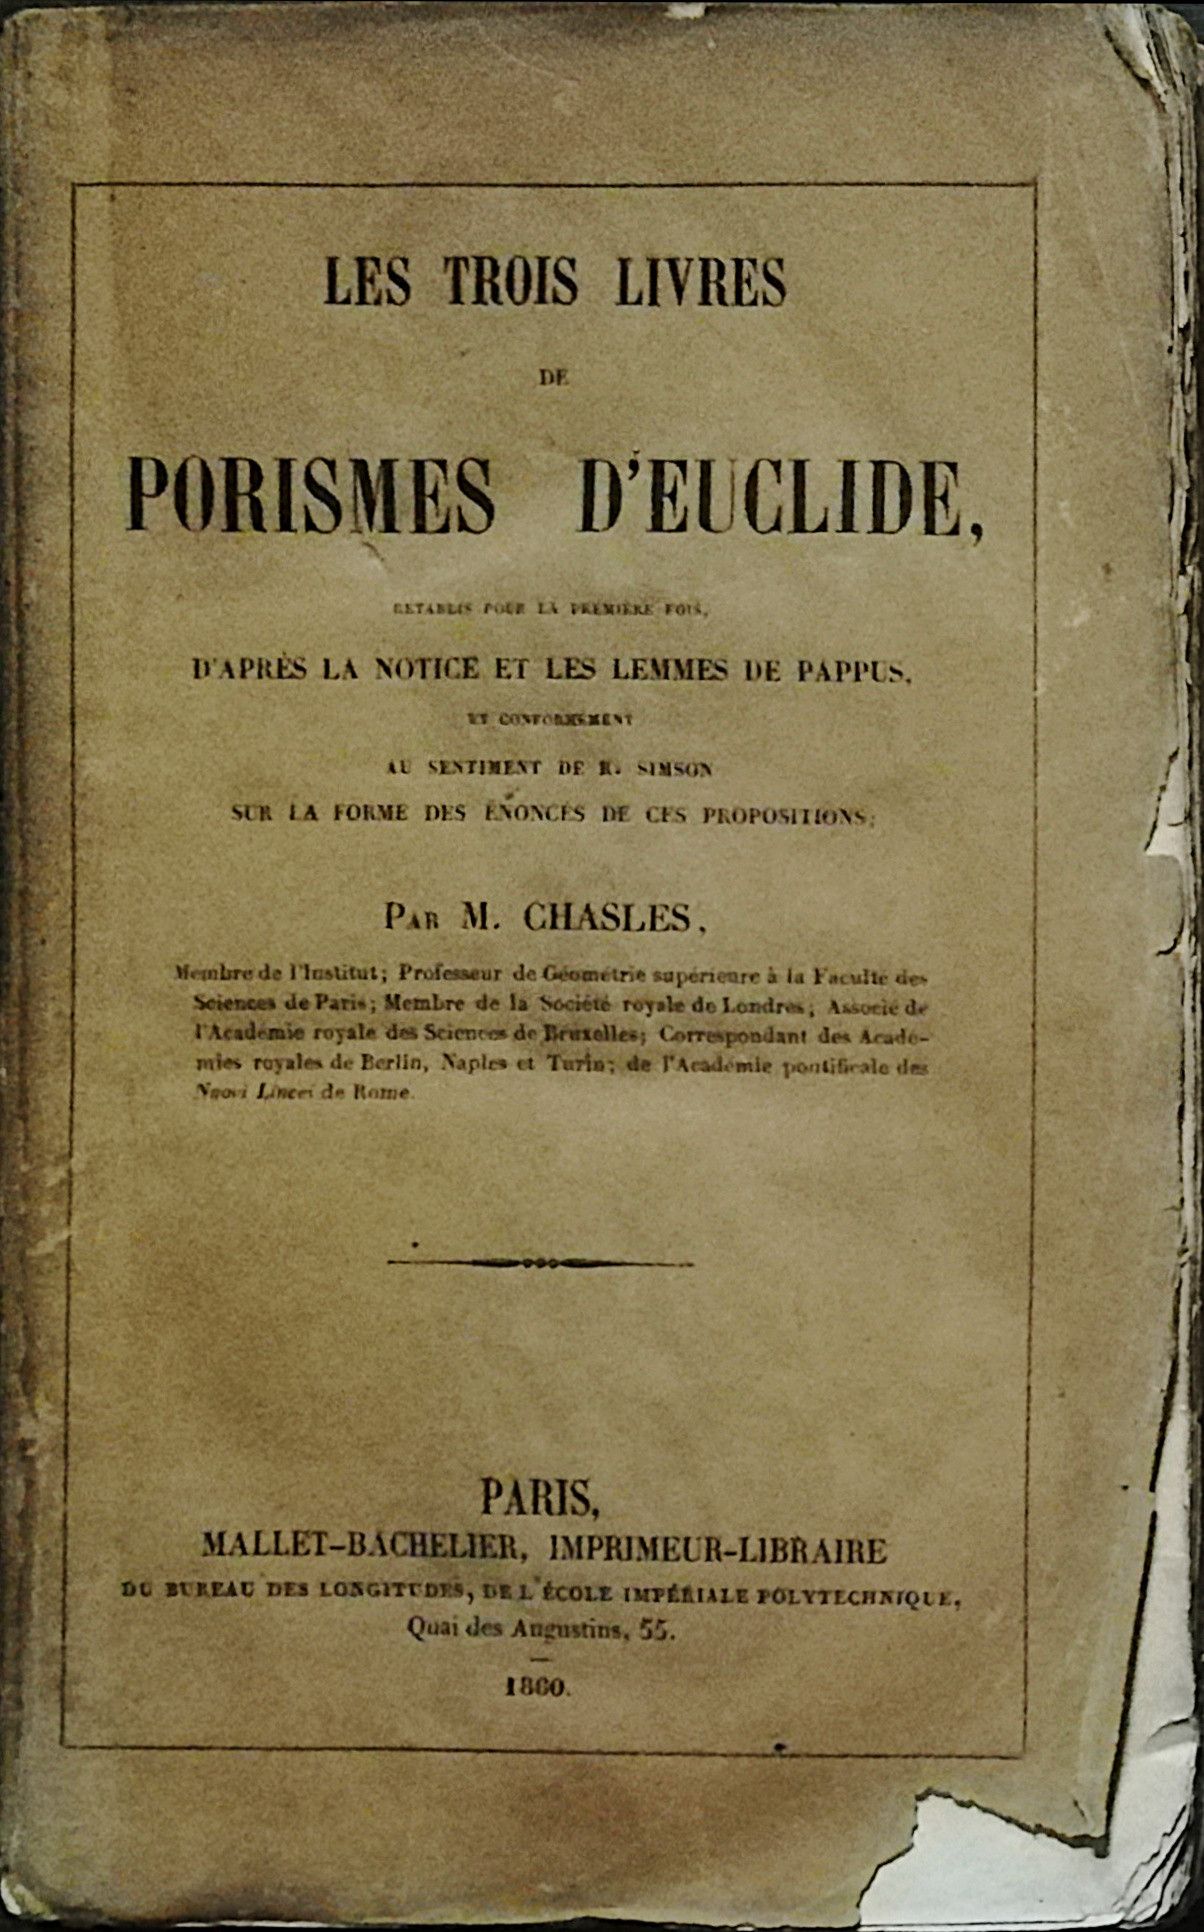 LES TROIS LIVRES
DE
PORISMES D'EUCLIDE,
RÉTABLIS POUR LA PREMIÈRE FOIS,
D'APRÈS LA NOTICE ET LES LEMMES DE PAPPUS,
ET CONFORMÉMENT
AU SENTIMENT DE R. SIMSON
SUR LA FORME DES ÉNONCÉS DE CES PROPOSITIONS;
PAR M. CHASLES,
Membre de l'Institut; Professeur de Géométrie supérieure à la Faculté des
Sciences de Paris; Membre de la Société royale de Londres; Associé de
l'Académie royale des Sciences de Bruxelles; Correspondant des Acadé-
mies royales de Berlin, Naples et Turin; de l'Académie pontificale des
Nuovi Lincei de Rome.
PARIS,
MALLET-BACHELIER, IMPRIMEUR-LIBRAIRE
DU BUREAU DES LONGITUDES, DE L'ÉCOLE IMPÉRIALE POLYTECHNIQUE,
Quai des Augustins, 55.
1860.